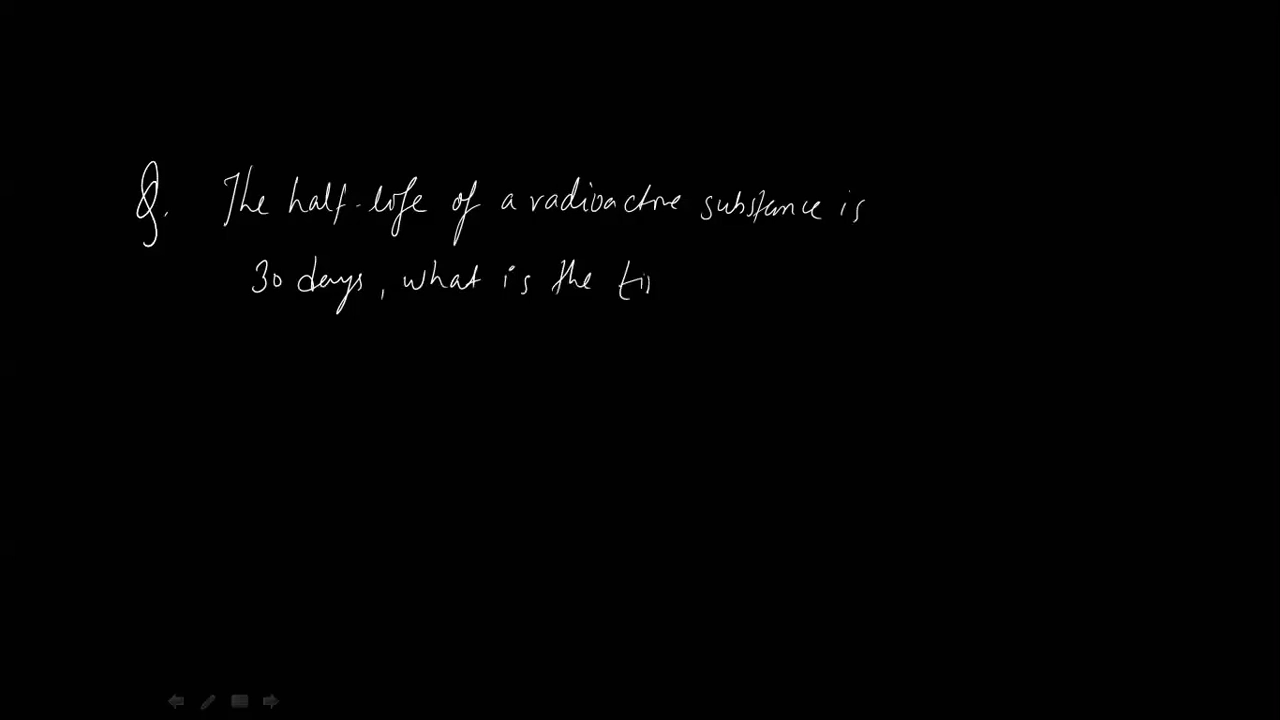 Q. The half-life of a radioactive substance is
30 days, what is the